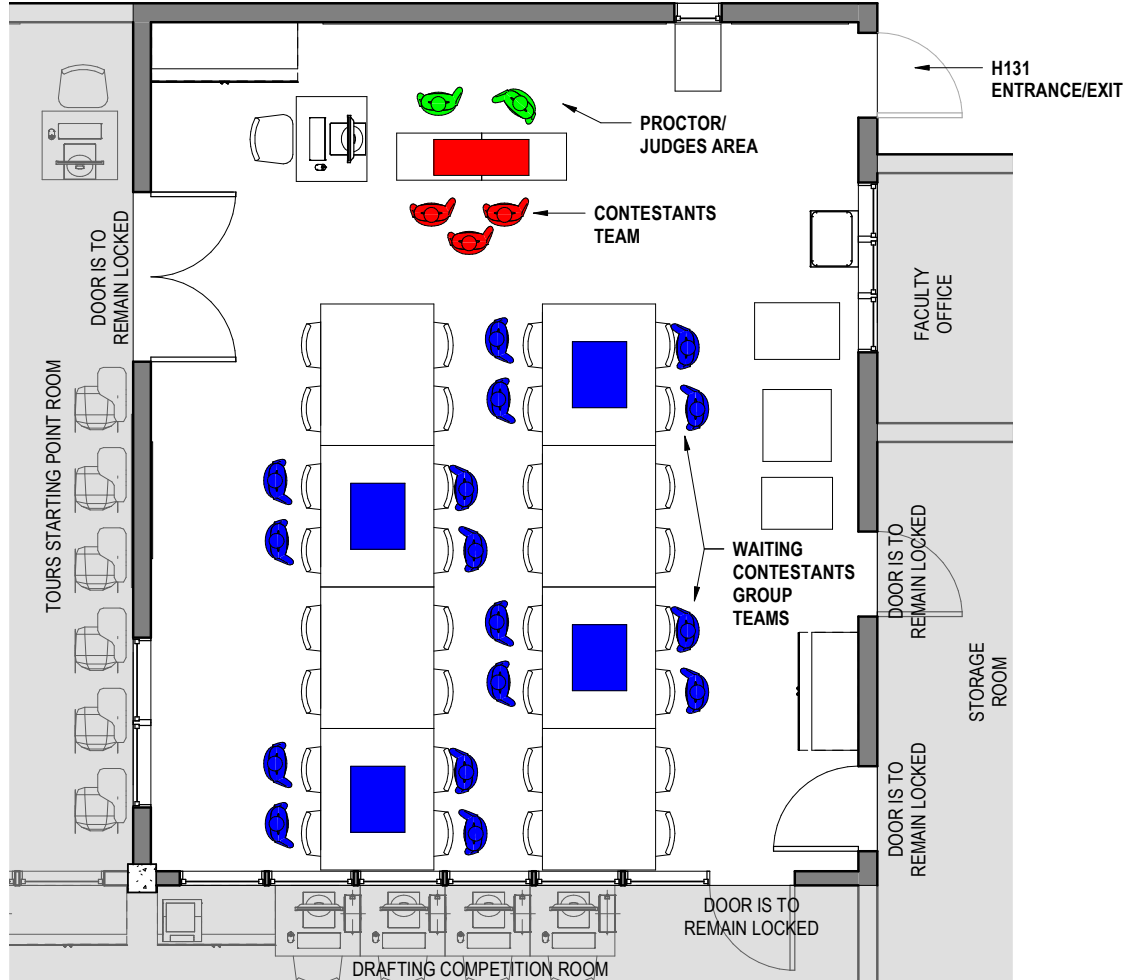 H131
ENTRANCE/EXIT
PROCTOR/
JUDGES AREA
CONTESTANTS
TEAM
DOOR IS TO
REMAIN LOCKED
FACULTY
OFFICE
TOURS STARTING POINT ROOM
WAITING
CONTESTANTS
GROUP
TEAMS
DOOR IS TO
REMAIN LOCKED
STORAGE
ROOM
DOOR IS TO
REMAIN LOCKED
DOOR IS TO
REMAIN LOCKED
DRAFTING COMPETITION ROOM